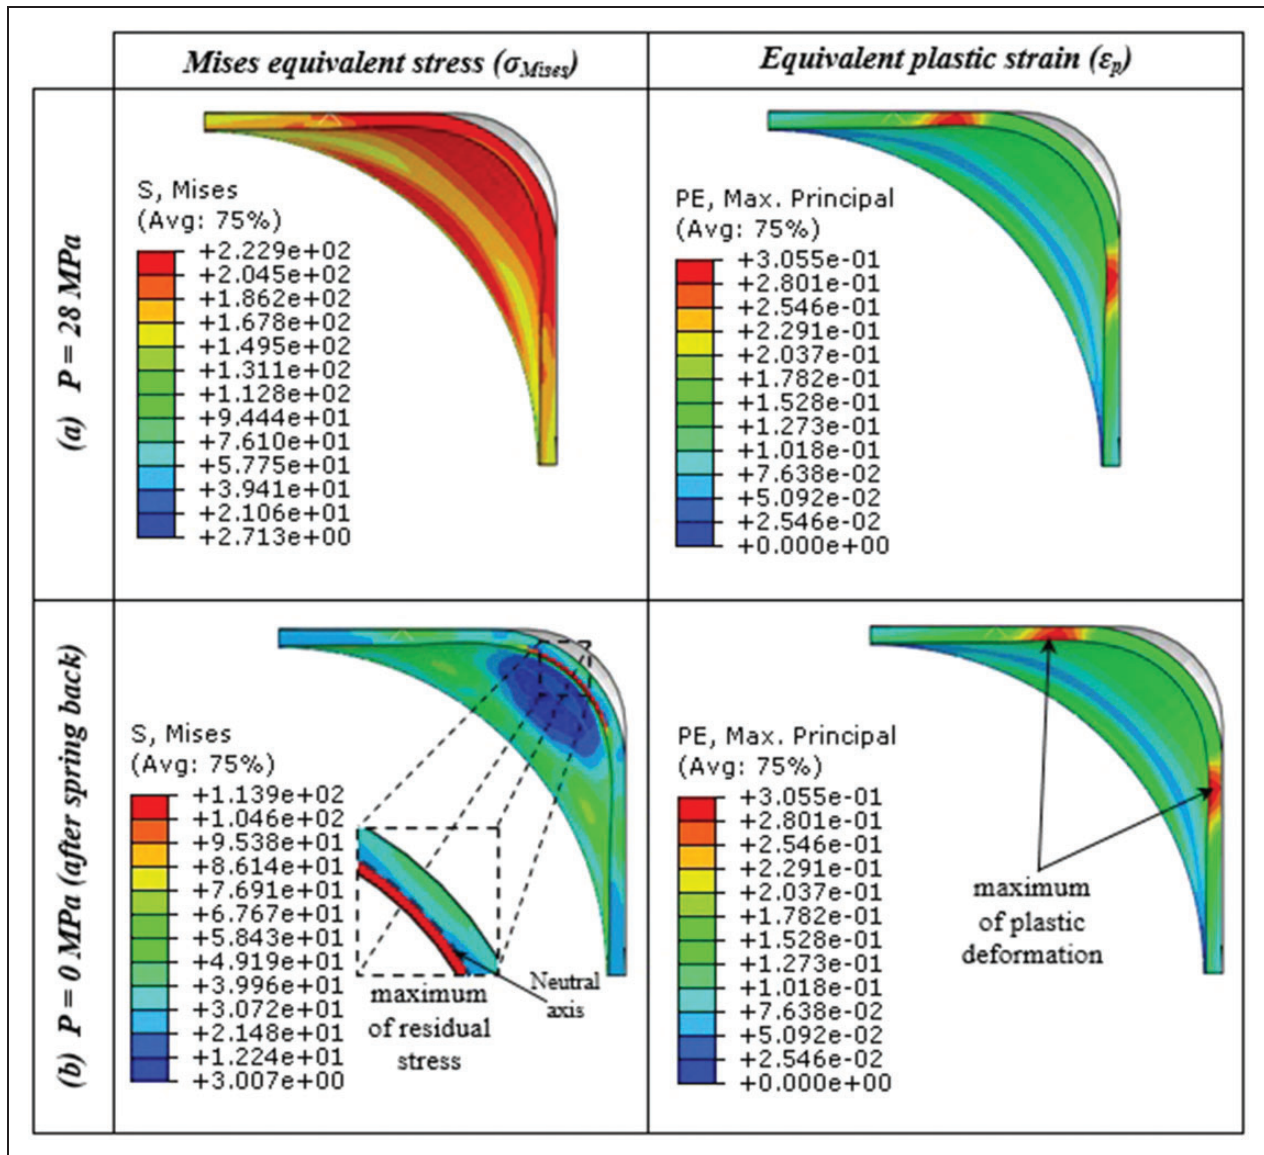 Mises equivalent stress (σMises)
Equivalent plastic strain (εp)
(a) P = 28 MPa
S, Mises
(Avg: 75%)
+2.229e+02
+2.045e+02
+1.862e+02
+1.678e+02
+1.495e+02
+1.311e+02
+1.128e+02
+9.444e+01
+7.610e+01
+5.775e+01
+3.941e+01
+2.106e+01
+2.713e+00
PE, Max. Principal
(Avg: 75%)
+3.055e-01
+2.801e-01
+2.546e-01
+2.291e-01
+2.037e-01
+1.782e-01
+1.528e-01
+1.273e-01
+1.018e-01
+7.638e-02
+5.092e-02
+2.546e-02
+0.000e+00
(b) P = 0 MPa (after spring back)
S, Mises
(Avg: 75%)
+1.139e+02
+1.046e+02
+9.538e+01
+8.614e+01
+7.691e+01
+6.767e+01
+5.843e+01
+4.919e+01
+3.996e+01
+3.072e+01
+2.148e+01
+1.224e+01
+3.007e+00
maximum
of residual
stress
Neutral
axis
PE, Max. Principal
(Avg: 75%)
+3.055e-01
+2.801e-01
+2.546e-01
+2.291e-01
+2.037e-01
+1.782e-01
+1.528e-01
+1.273e-01
+1.018e-01
+7.638e-02
+5.092e-02
+2.546e-02
+0.000e+00
maximum
of plastic
deformation